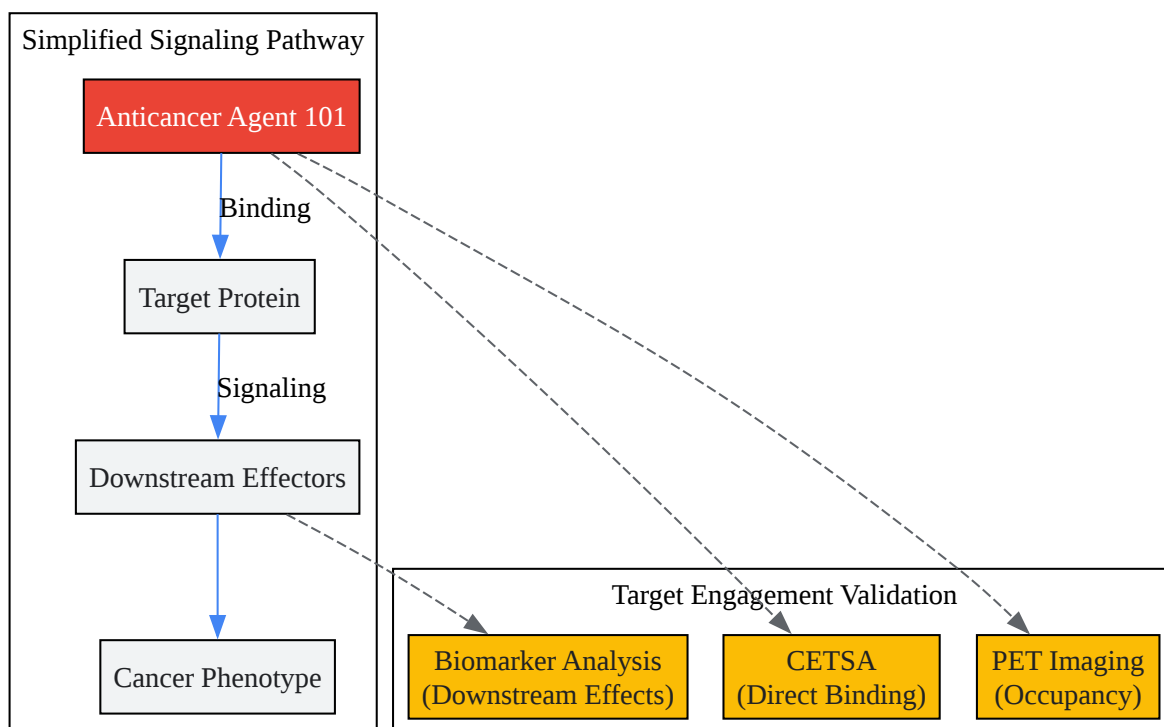 Simplified Signaling Pathway
Anticancer Agent 101
Binding
Target Protein
Signaling
Downstream Effectors
Cancer Phenotype
Target Engagement Validation
Biomarker Analysis
(Downstream Effects)
CETSA
(Direct Binding)
PET Imaging
(Occupancy)